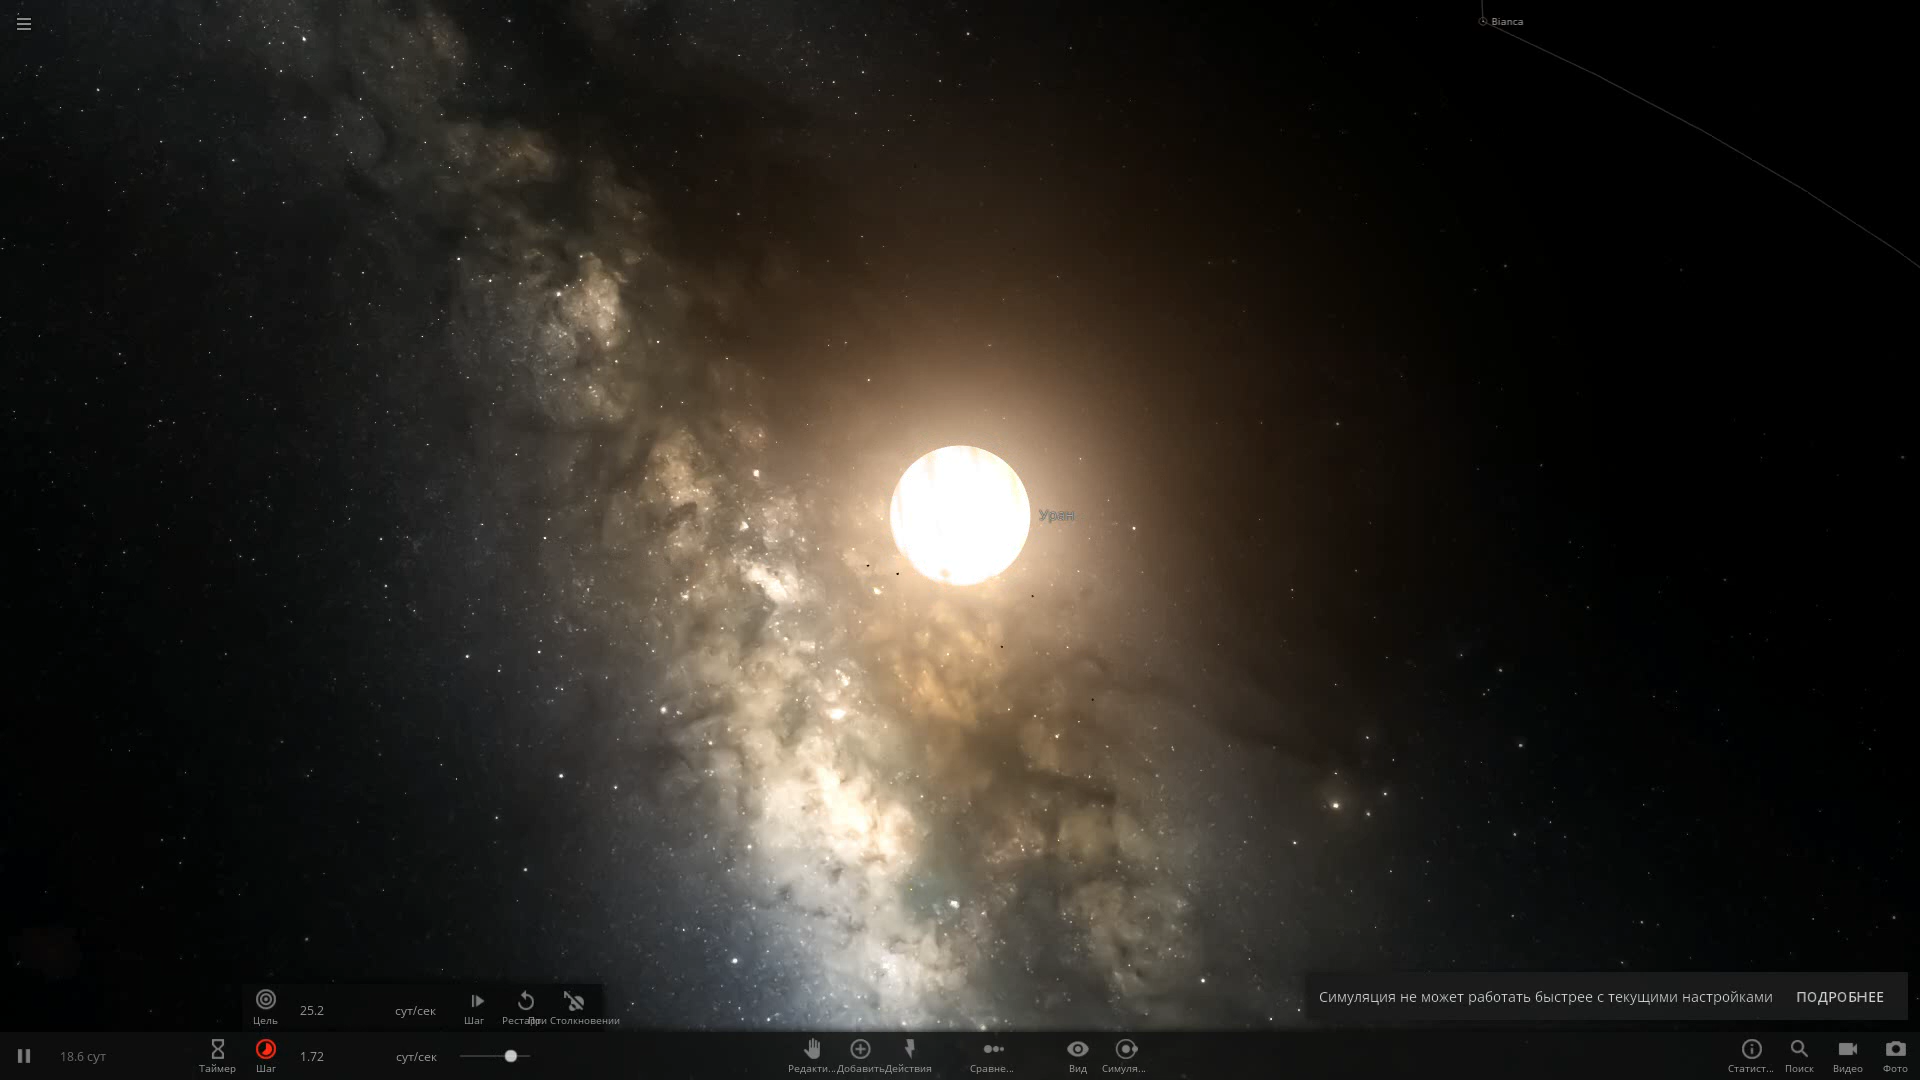 Bianca
Уран
Цель
25.2
сут/сек
Шаг
Рестарт
При Столкновении
Симуляция не может работать быстрее с текущими настройками
ПОДРОБНЕЕ
18.6 сут
Таймер
Шаг
1.72
сут/сек
Редакти...
Добавить
Действия
Сравне...
Вид
Симуля...
Статист...
Поиск
Видео
Фото